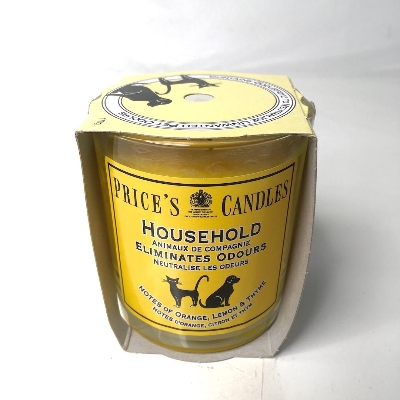 PRICE'S CANDLES
HOUSEHOLD
ANIMAUX DE COMPAGNIE
ELIMINATES ODOURS
NEUTRALISE LES ODEURS
NOTES OF ORANGE, LEMON & THYME
NOTES D'ORANGE, CITRON ET THYM